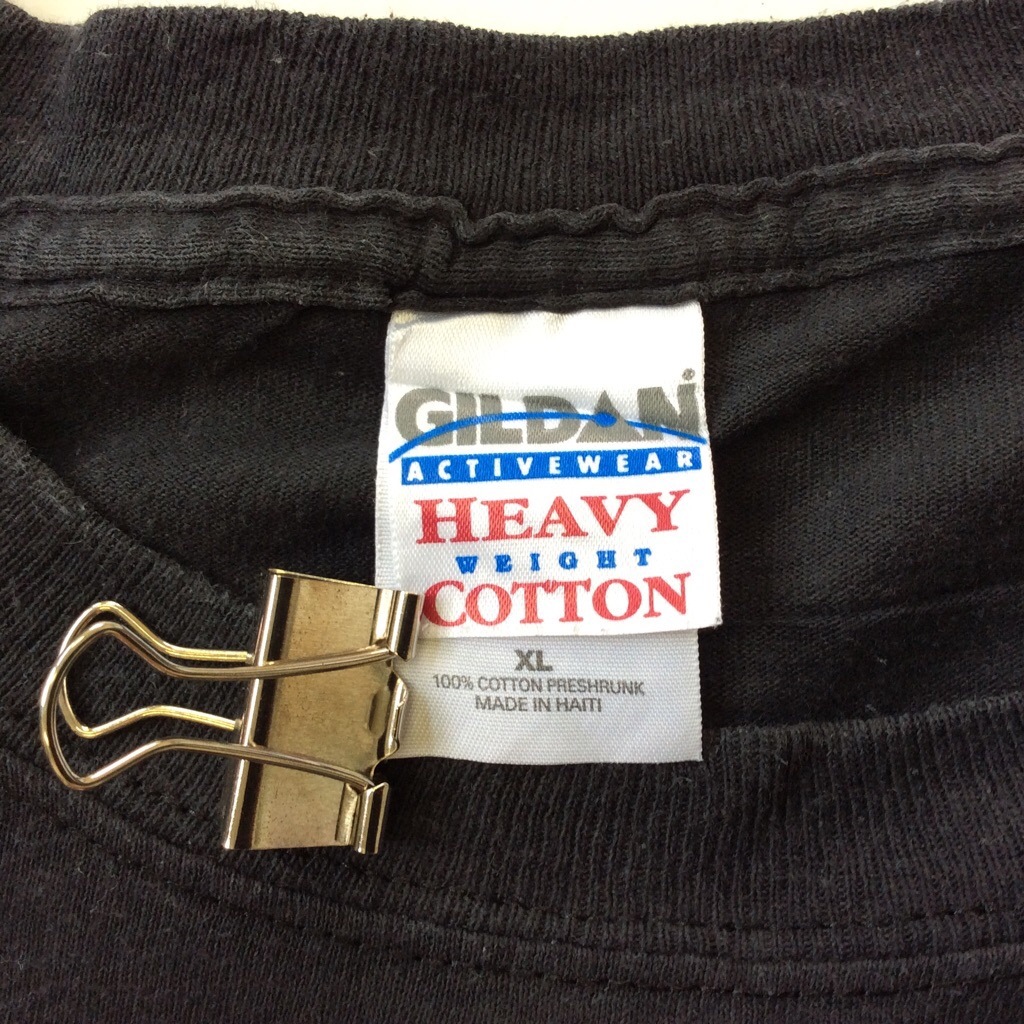 GILDAN®
ACTIVEWEAR
HEAVY
WEIGHT
COTTON
XL
100% COTTON PRESHRUNK
MADE IN HAITI